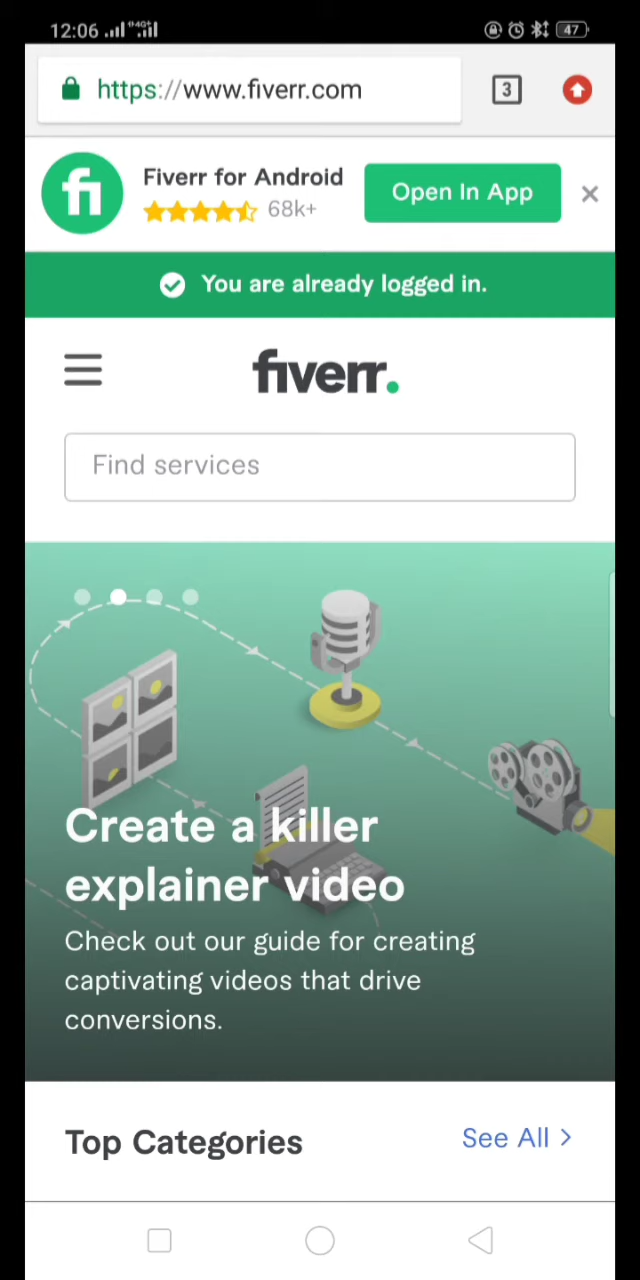 12:06 4G+ 47
https://www.fiverr.com 3
fi
Fiverr for Android
68k+
Open In App
You are already logged in.
fiverr.
Find services
Create a killer
explainer video
Check out our guide for creating
captivating videos that drive
conversions.
Top Categories
See All